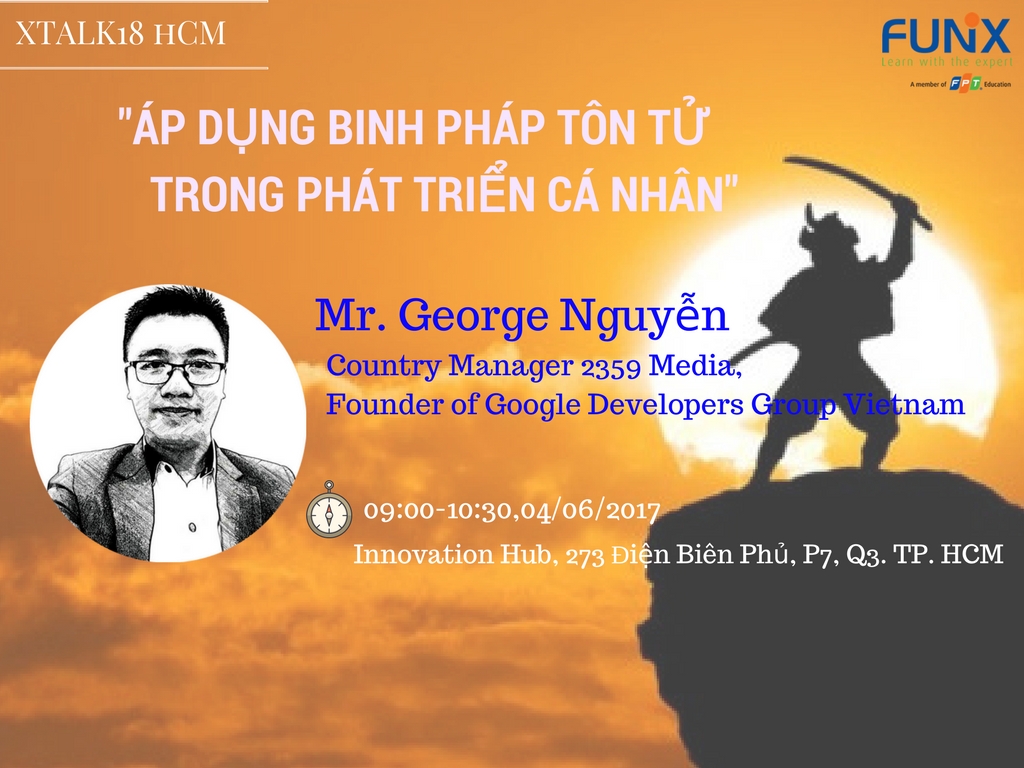 XTALK18 HCM
FUNiX
Learn with the expert
A member of FPT Education
"ÁP DỤNG BINH PHÁP TÔN TỬ
TRONG PHÁT TRIỂN CÁ NHÂN"
Mr. George Nguyễn
Country Manager 2359 Media,
Founder of Google Developers Group Vietnam
09:00-10:30,04/06/2017
Innovation Hub, 273 Điện Biên Phủ, P7, Q3. TP. HCM